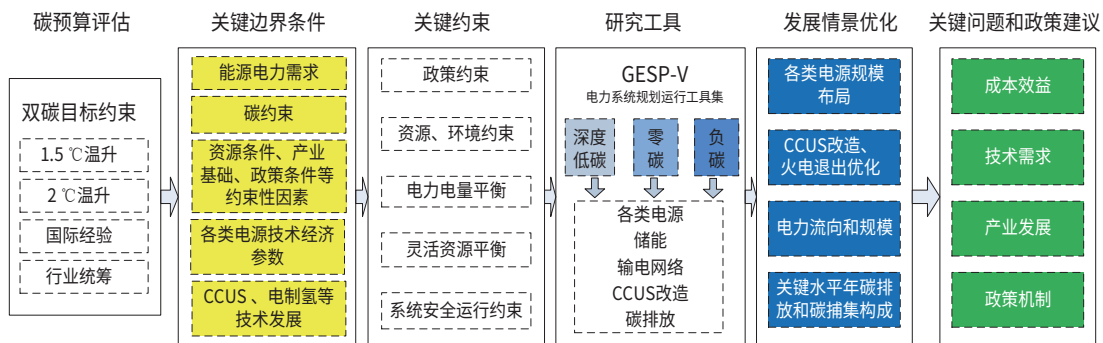 碳预算评估
双碳目标约束
1.5 ℃温升
2 ℃温升
国际经验
行业统筹
关键边界条件
能源电力需求
碳约束
资源条件、产业
基础、政策条件等
约束性因素
各类电源技术经济
参数
CCUS 、电制氢等
技术发展
关键约束
政策约束
资源、环境约束
电力电量平衡
灵活资源平衡
系统安全运行约束
研究工具
GESP-V
电力系统规划运行工具集
深度
低碳
零
碳
负
碳
各类电源
储能
输电网络
CCUS改造
碳排放
发展情景优化
各类电源规模
布局
CCUS改造、
火电退出优化
电力流向和规模
关键水平年碳排
放和碳捕集构成
关键问题和政策建议
成本效益
技术需求
产业发展
政策机制